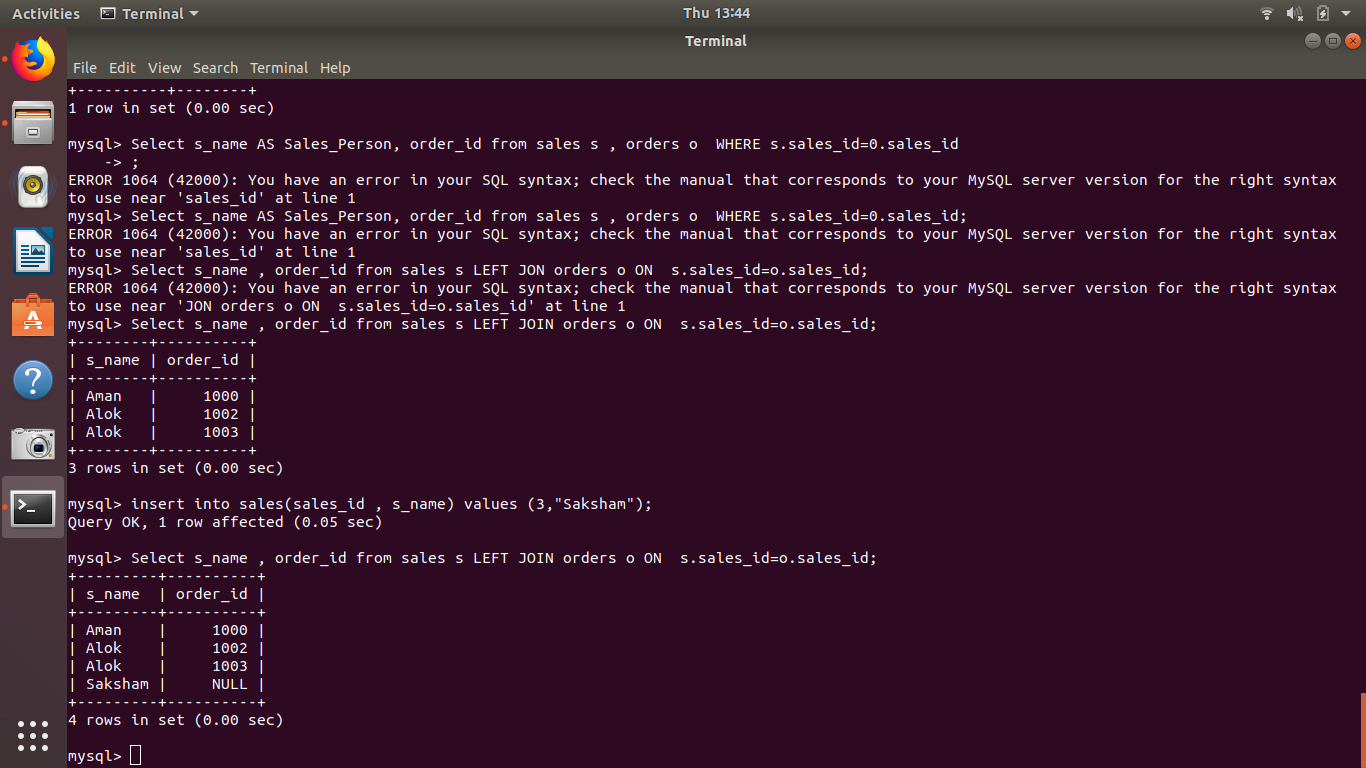 Activities Terminal Thu 13:44
Terminal
File Edit View Search Terminal Help
+----------+--------+
1 row in set (0.00 sec)
mysql> Select s_name AS Sales_Person, order_id from sales s , orders o  WHERE s.sales_id=0.sales_id
    -> ;
ERROR 1064 (42000): You have an error in your SQL syntax; check the manual that corresponds to your MySQL server version for the right syntax
to use near 'sales_id' at line 1
mysql> Select s_name AS Sales_Person, order_id from sales s , orders o  WHERE s.sales_id=0.sales_id;
ERROR 1064 (42000): You have an error in your SQL syntax; check the manual that corresponds to your MySQL server version for the right syntax
to use near 'sales_id' at line 1
mysql> Select s_name , order_id from sales s LEFT JON orders o ON  s.sales_id=o.sales_id;
ERROR 1064 (42000): You have an error in your SQL syntax; check the manual that corresponds to your MySQL server version for the right syntax
to use near 'JON orders o ON  s.sales_id=o.sales_id' at line 1
mysql> Select s_name , order_id from sales s LEFT JOIN orders o ON  s.sales_id=o.sales_id;
+--------+----------+
| s_name | order_id |
+--------+----------+
| Aman   |     1000 |
| Alok   |     1002 |
| Alok   |     1003 |
+--------+----------+
3 rows in set (0.00 sec)
mysql> insert into sales(sales_id , s_name) values (3,"Saksham");
Query OK, 1 row affected (0.05 sec)
mysql> Select s_name , order_id from sales s LEFT JOIN orders o ON  s.sales_id=o.sales_id;
+---------+----------+
| s_name  | order_id |
+---------+----------+
| Aman    |     1000 |
| Alok    |     1002 |
| Alok    |     1003 |
| Saksham |     NULL |
+---------+----------+
4 rows in set (0.00 sec)
mysql>